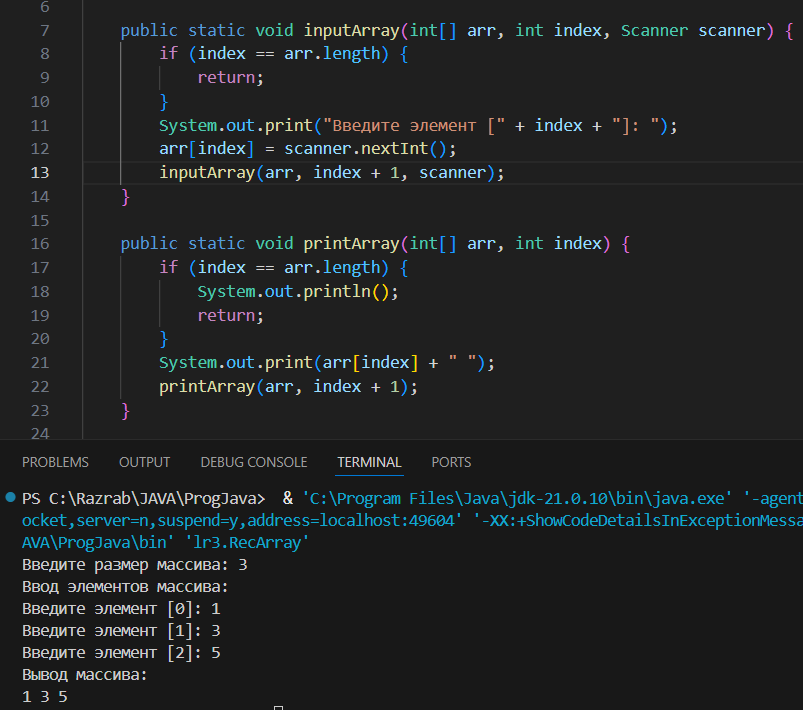 6
7 public static void inputArray(int[] arr, int index, Scanner scanner) {
8 if (index == arr.length) {
9 return;
10 }
11 System.out.print("Введите элемент [" + index + "]: ");
12 arr[index] = scanner.nextInt();
13 inputArray(arr, index + 1, scanner);
14 }
15
16 public static void printArray(int[] arr, int index) {
17 if (index == arr.length) {
18 System.out.println();
19 return;
20 }
21 System.out.print(arr[index] + " ");
22 printArray(arr, index + 1);
23 }
24
PROBLEMS OUTPUT DEBUG CONSOLE TERMINAL PORTS
PS C:\Razrab\JAVA\ProgJava> & 'C:\Program Files\Java\jdk-21.0.10\bin\java.exe' '-agent
ocket,server=n,suspend=y,address=localhost:49604' '-XX:+ShowCodeDetailsInExceptionMessa
AVA\ProgJava\bin' 'lr3.RecArray'
Введите размер массива: 3
Ввод элементов массива:
Введите элемент [0]: 1
Введите элемент [1]: 3
Введите элемент [2]: 5
Вывод массива:
1 3 5